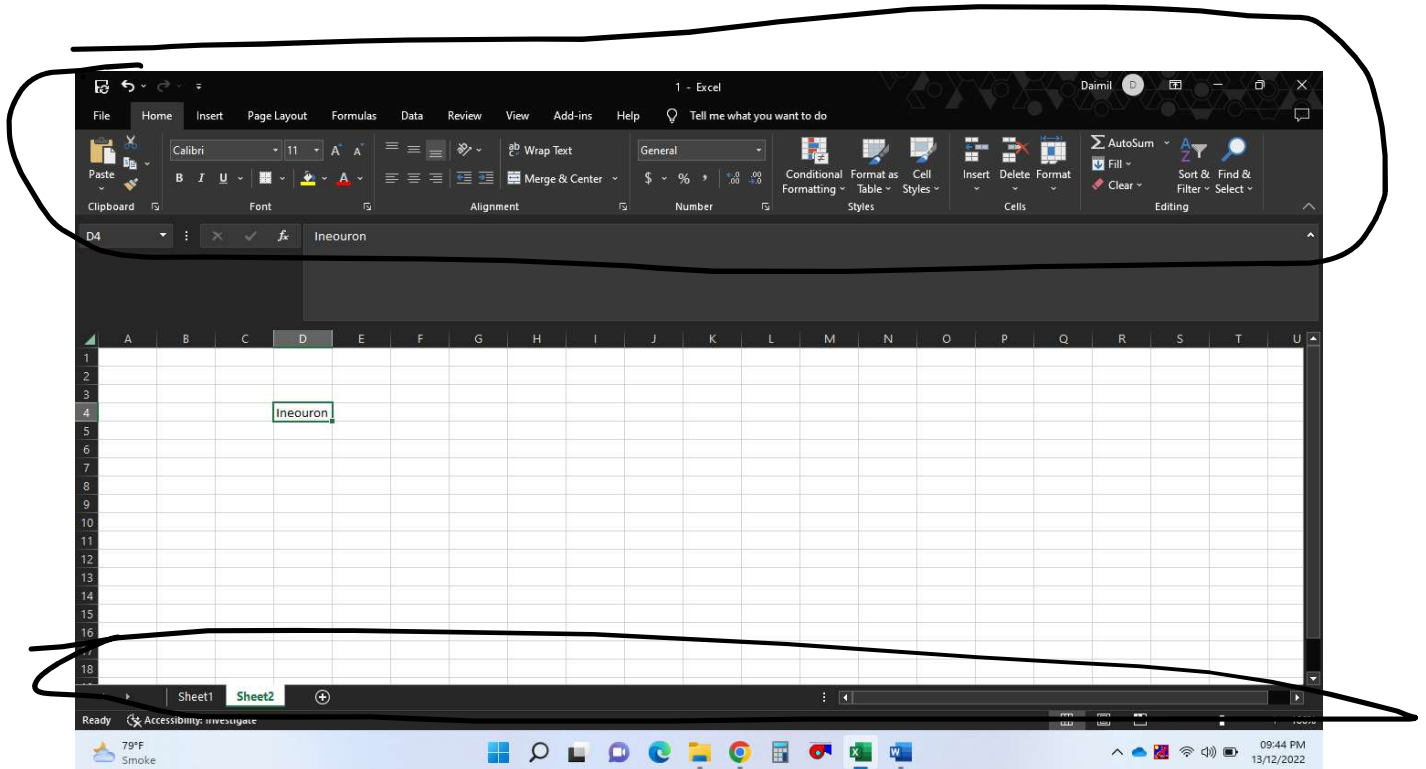 1 - Excel Daimil D
File Home Insert Page Layout Formulas Data Review View Add-ins Help Tell me what you want to do
Paste Calibri 11 A A Wrap Text General AutoSum
B I U A Merge & Center $ % , Conditional Formatting Format as Table Cell Styles Insert Delete Format Fill Clear Sort & Filter Find & Select
Clipboard Font Alignment Number Styles Cells Editing
D4 fx Ineouron
A B C D E F G H I J K L M N O P Q R S T U
1
2
3
4 Ineouron
5
6
7
8
9
10
11
12
13
14
15
16
17
18
Sheet1 Sheet2
Ready Accessibility: Investigate
79°F 09:44 PM
Smoke 13/12/2022